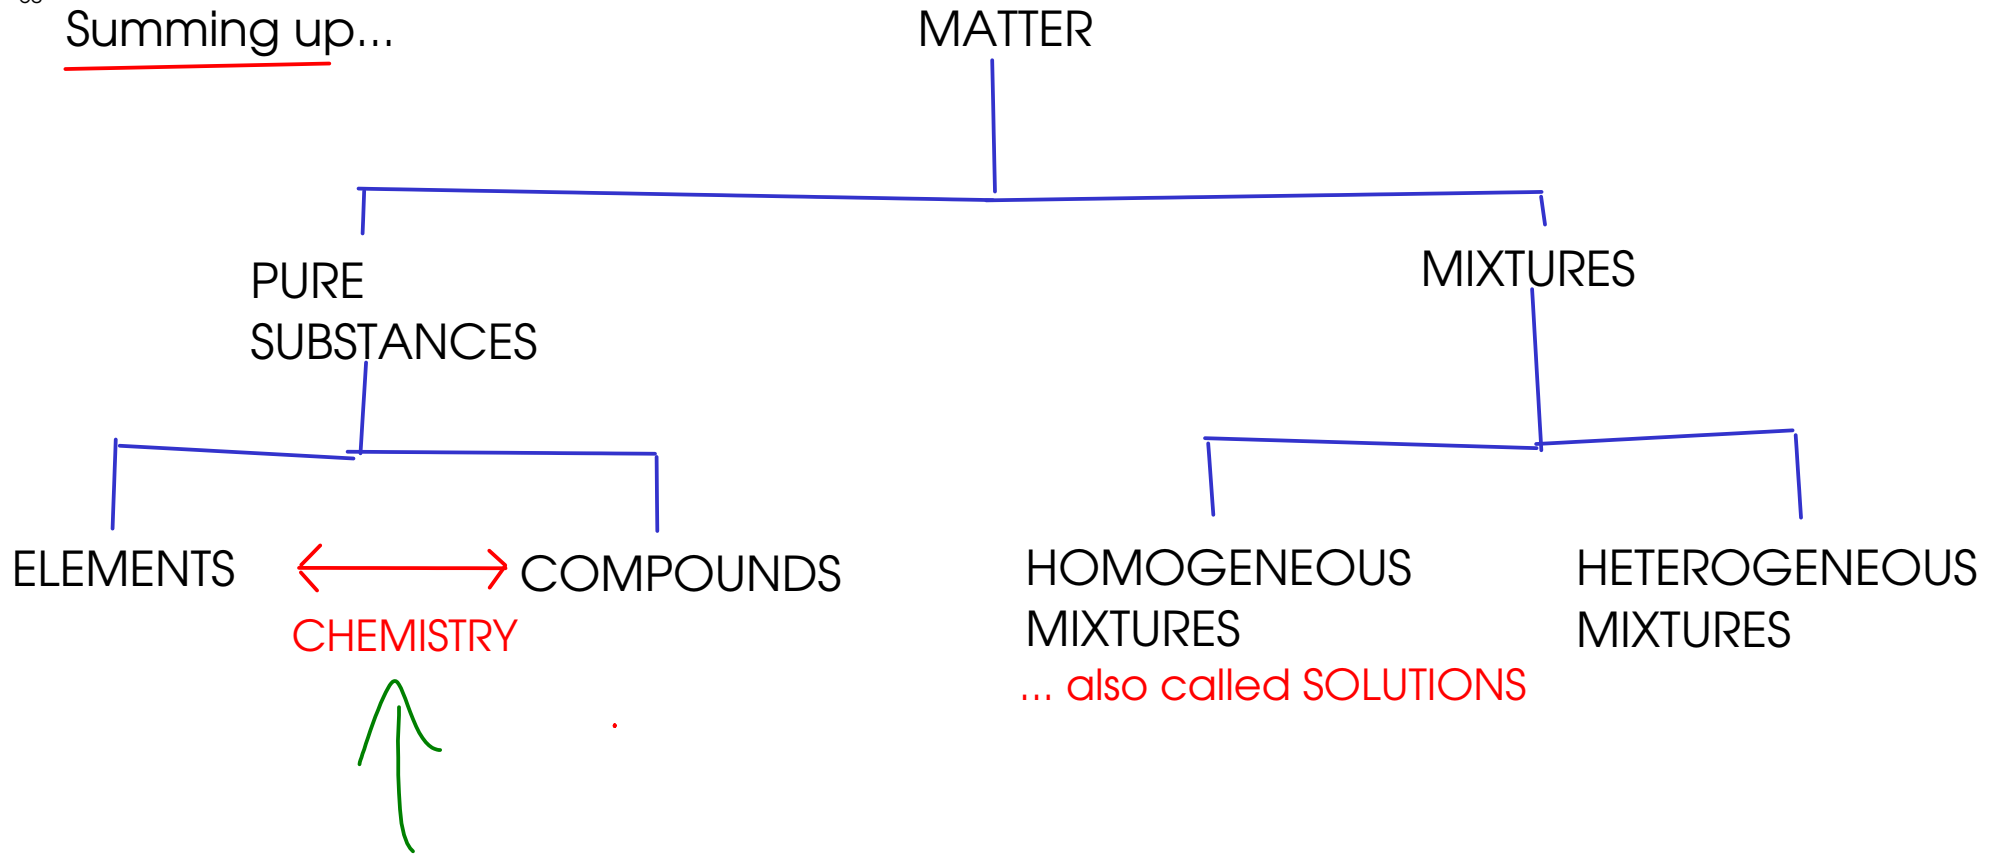 Summing up...
MATTER
PURE
SUBSTANCES
MIXTURES
ELEMENTS
COMPOUNDS
CHEMISTRY
HOMOGENEOUS
MIXTURES
... also called SOLUTIONS
HETEROGENEOUS
MIXTURES